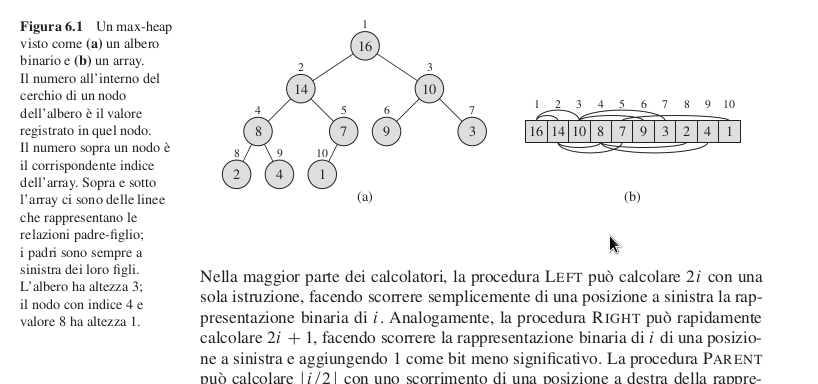 Figura 6.1 Un max-heap
visto come (a) un albero
binario e (b) un array.
Il numero all'interno del
cerchio di un nodo
dell'albero è il valore
registrato in quel nodo.
Il numero sopra un nodo è
il corrispondente indice
dell'array. Sopra e sotto
l'array ci sono delle linee
che rappresentano le
relazioni padre-figlio;
i padri sono sempre a
sinistra dei loro figli.
L'albero ha altezza 3;
il nodo con indice 4 e
valore 8 ha altezza 1.
1
16
2 3
14 10
4 5 6 7
8 7 9 3
8 9 10
2 4 1
(a)
1 2 3 4 5 6 7 8 9 10
16 14 10 8 7 9 3 2 4 1
(b)
Nella maggior parte dei calcolatori, la procedura LEFT può calcolare 2i con una
sola istruzione, facendo scorrere semplicemente di una posizione a sinistra la rap-
presentazione binaria di i. Analogamente, la procedura RIGHT può rapidamente
calcolare 2i + 1, facendo scorrere la rappresentazione binaria di i di una posizio-
ne a sinistra e aggiungendo 1 come bit meno significativo. La procedura PARENT
può calcolare ⌊i/2⌋ con uno scorrimento di una posizione a destra della rappre-